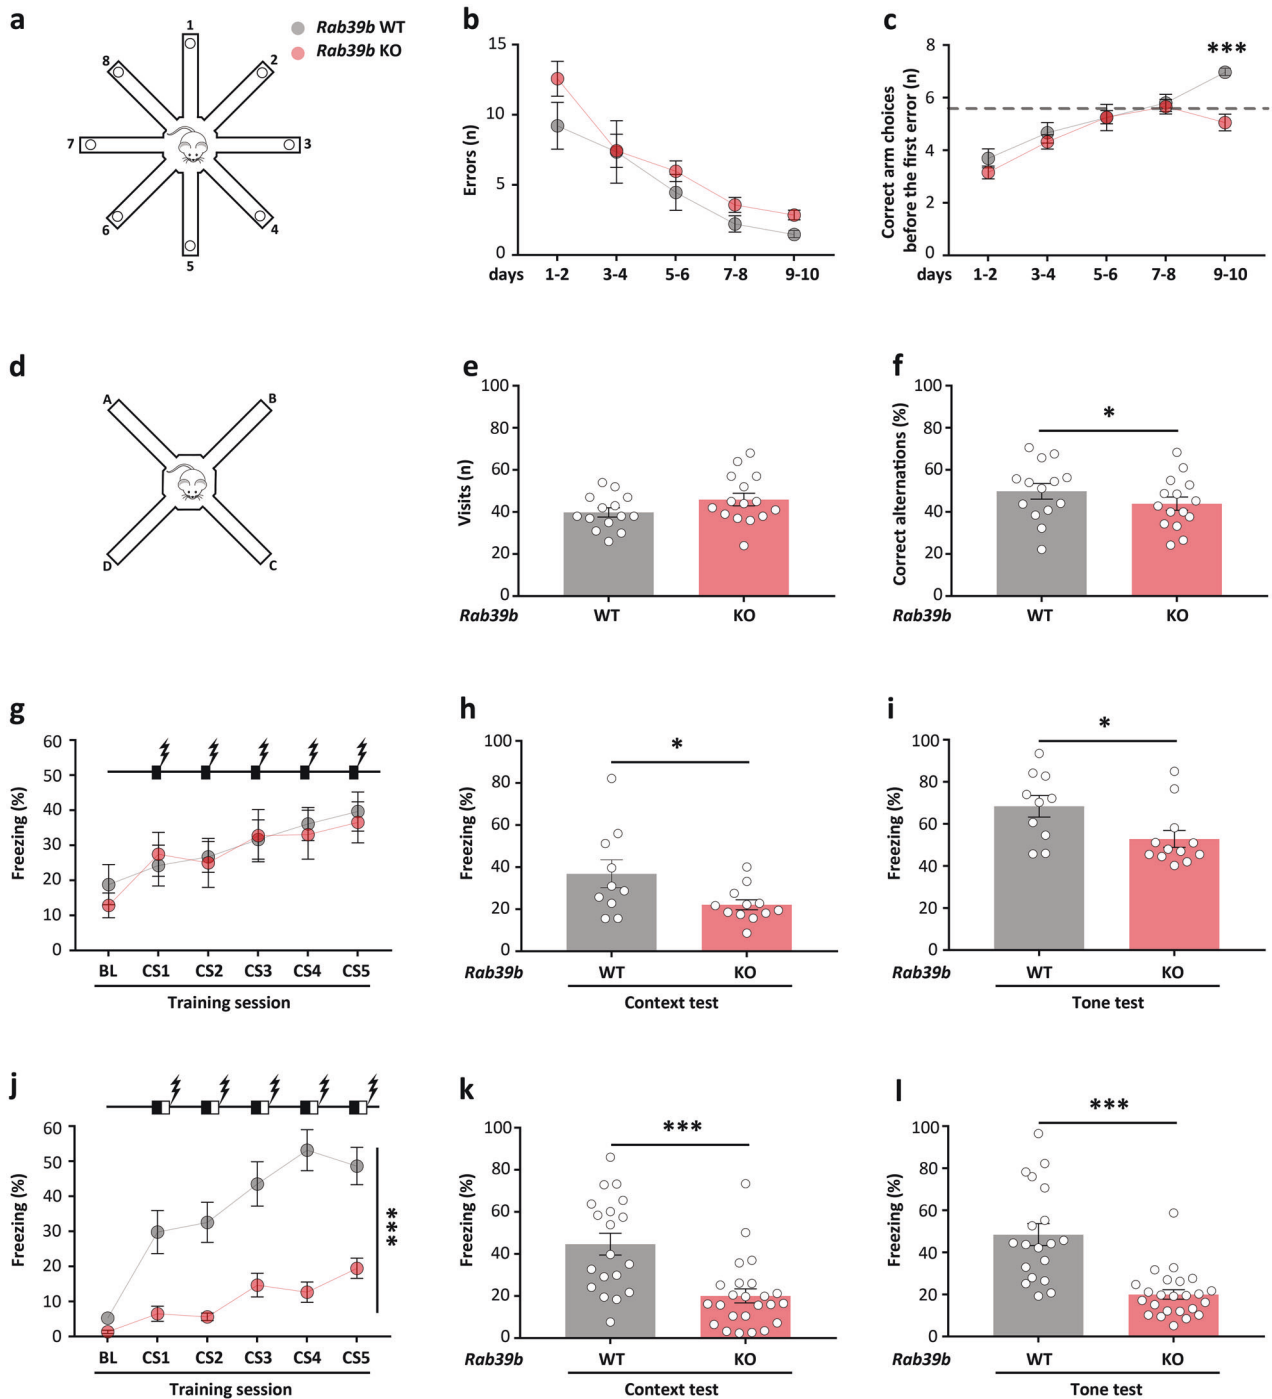 a
1
2
3
4
5
6
7
8
Rab39b WT
Rab39b KO
b
Errors (n)
15
10
5
0
days 1-2 3-4 5-6 7-8 9-10
c
Correct arm choices
before the first error (n)
8
6
4
2
0
***
days 1-2 3-4 5-6 7-8 9-10
d
A
B
C
D
e
Visits (n)
100
80
60
40
20
0
Rab39b WT KO
f
Correct alternations (%)
100
80
60
40
20
0
*
Rab39b WT KO
g
Freezing (%)
60
50
40
30
20
10
0
BL CS1 CS2 CS3 CS4 CS5
Training session
h
Freezing (%)
100
80
60
40
20
0
*
Rab39b WT KO
Context test
i
Freezing (%)
100
80
60
40
20
0
*
Rab39b WT KO
Tone test
j
Freezing (%)
60
50
40
30
20
10
0
***
BL CS1 CS2 CS3 CS4 CS5
Training session
k
Freezing (%)
100
80
60
40
20
0
***
Rab39b WT KO
Context test
l
Freezing (%)
100
80
60
40
20
0
***
Rab39b WT KO
Tone test